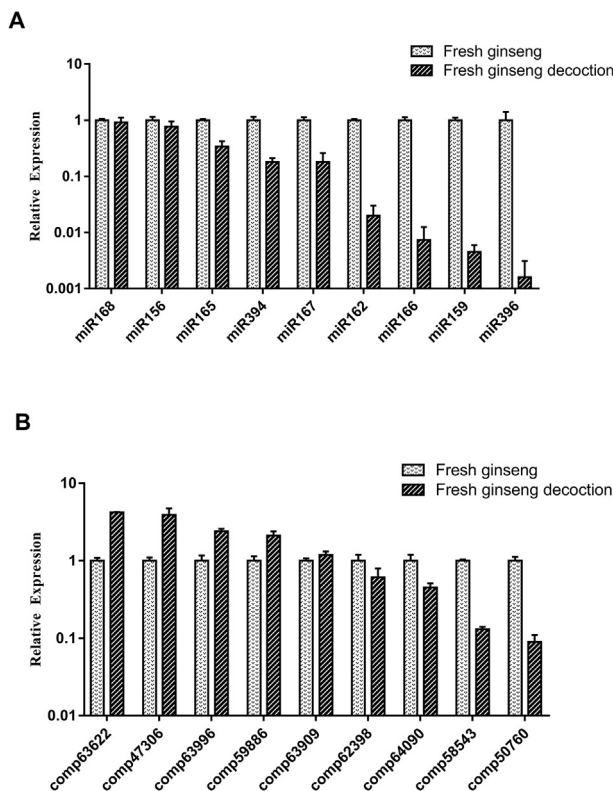 A
Fresh ginseng
Fresh ginseng decoction
Relative Expression
10
1
0.1
0.01
0.001
miR168
miR156
miR165
miR394
miR167
miR162
miR166
miR159
miR396
B
Fresh ginseng
Fresh ginseng decoction
Relative Expression
10
1
0.1
0.01
comp63622
comp47306
comp63996
comp59886
comp63909
comp62398
comp64090
comp58543
comp50760